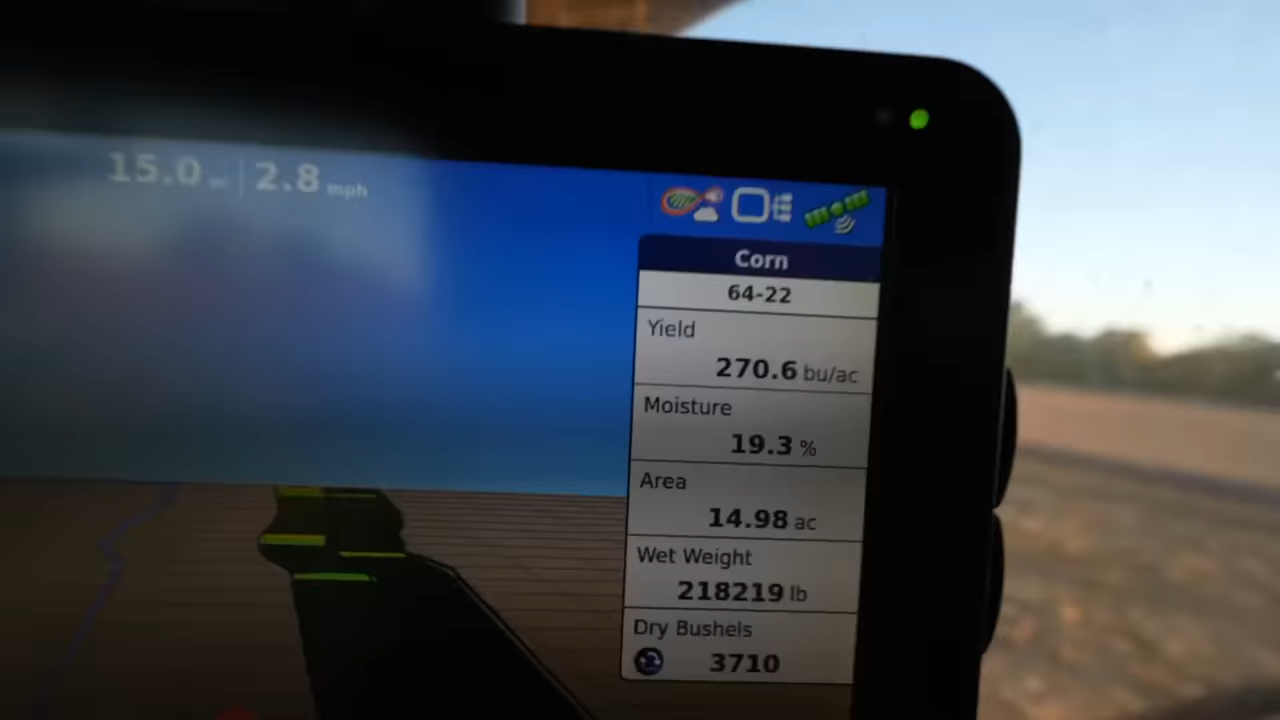 15.0 ac 2.8 mph
Corn
64-22
Yield
270.6 bu/ac
Moisture
19.3 %
Area
14.98 ac
Wet Weight
218219 lb
Dry Bushels
3710